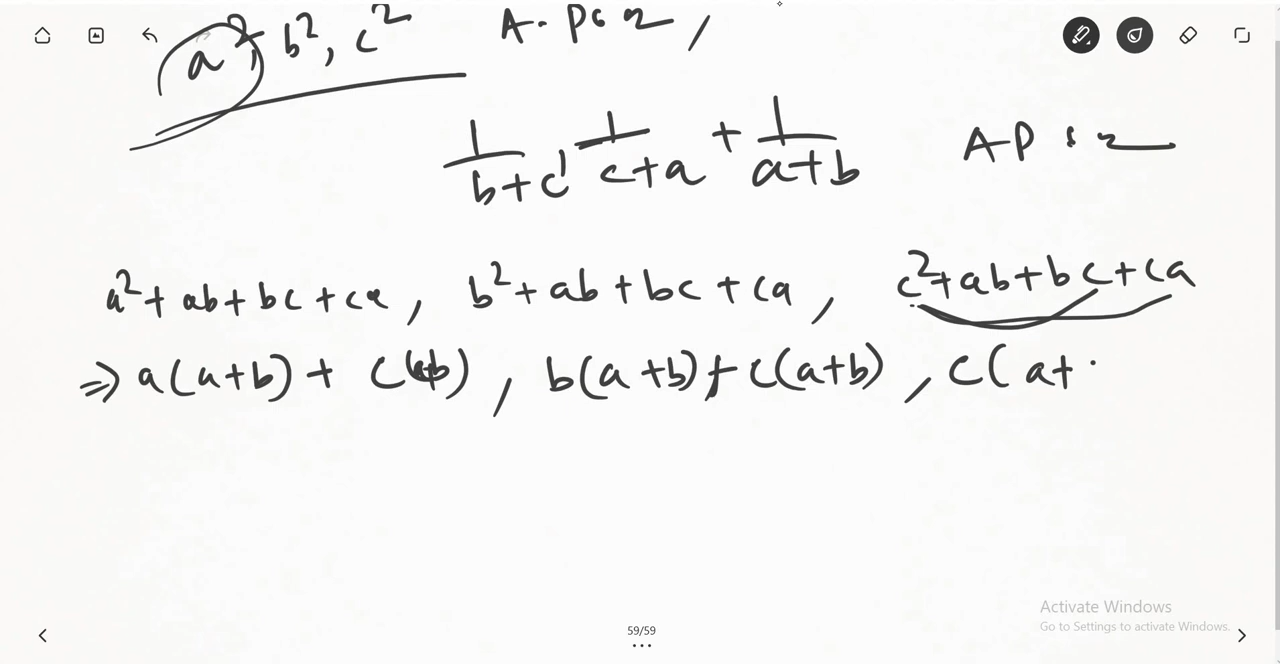 a², b², c² A.P
1/(b+c), 1/(c+a) + 1/(a+b) A-P
a² + ab + bc + ca, b² + ab + bc + ca, c² + ab + bc + ca
⇒ a(a+b) + c(a+b), b(a+b) + c(a+b), c(a+
Activate Windows
Go to Settings to activate Windows.
59/59